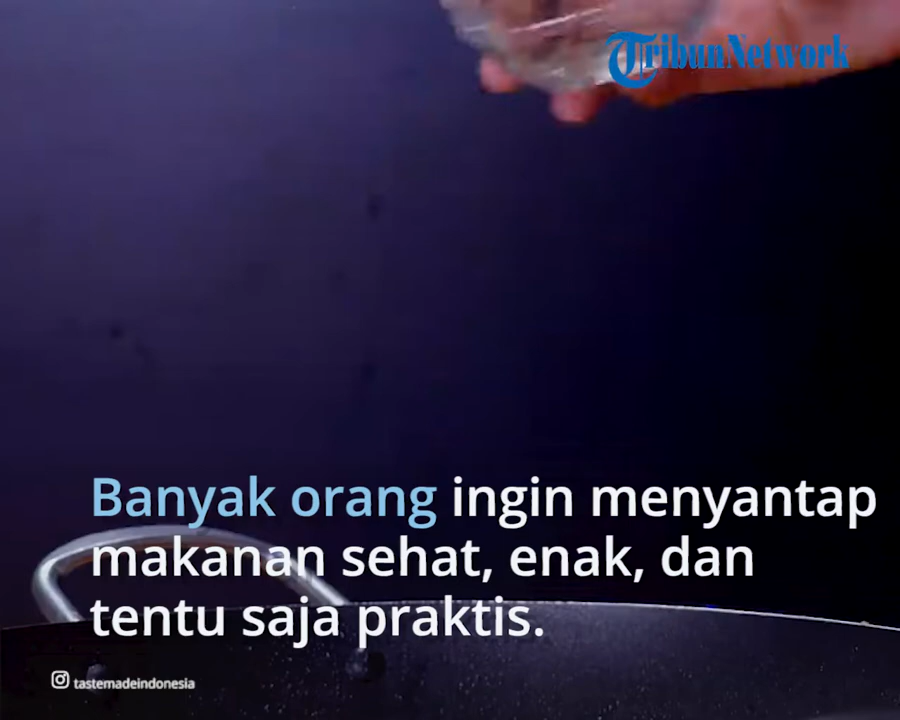 TribunNetwork
Banyak orang ingin menyantap
makanan sehat, enak, dan
tentu saja praktis.
tastemadeindonesia